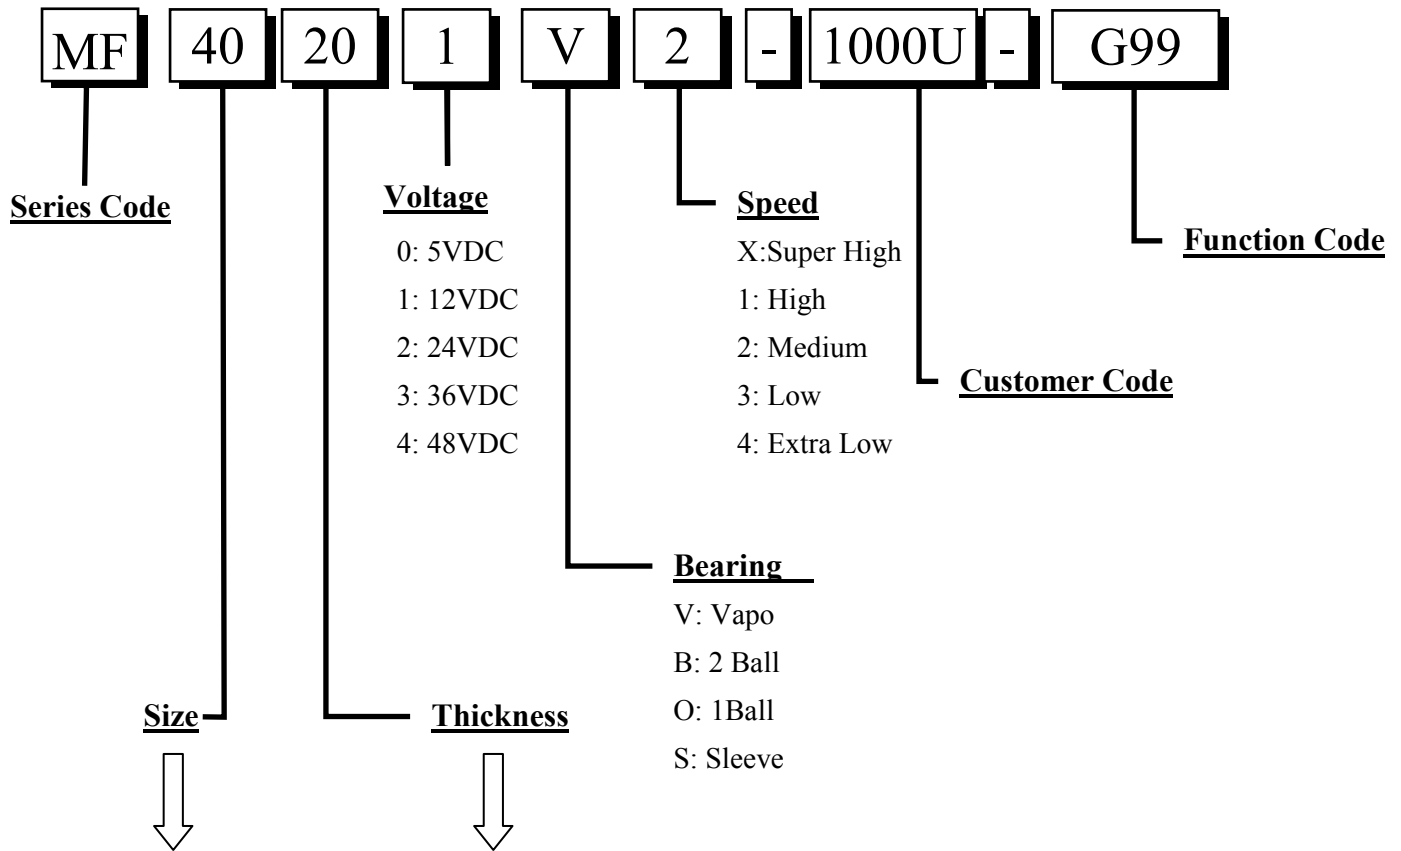 MF 40 20 1 V 2 - 1000U - G99
Series Code
Voltage
0: 5VDC
1: 12VDC
2: 24VDC
3: 36VDC
4: 48VDC
Speed
X:Super High
1: High
2: Medium
3: Low
4: Extra Low
Function Code
Customer Code
Bearing
V: Vapo
B: 2 Ball
O: 1Ball
S: Sleeve
Size
Thickness